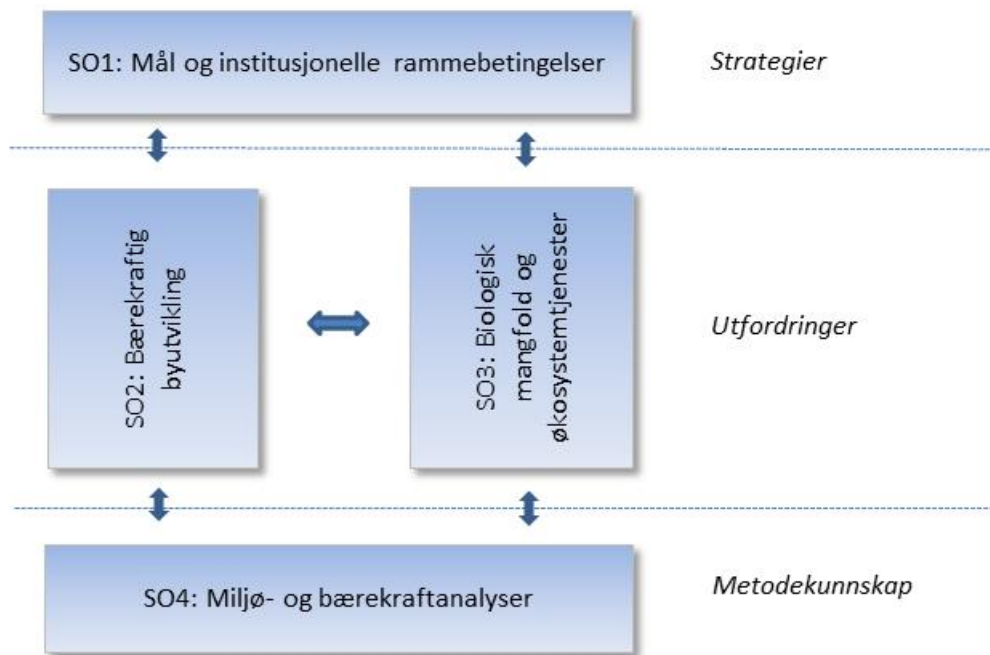 SO1: Mål og institusjonelle rammebetingelser
Strategier
SO2: Bærekraftig
byutvikling
SO3: Biologisk
mangfold og
økosystemtjenester
Utfordringer
SO4: Miljø- og bærekraftanalyser
Metodekunnskap